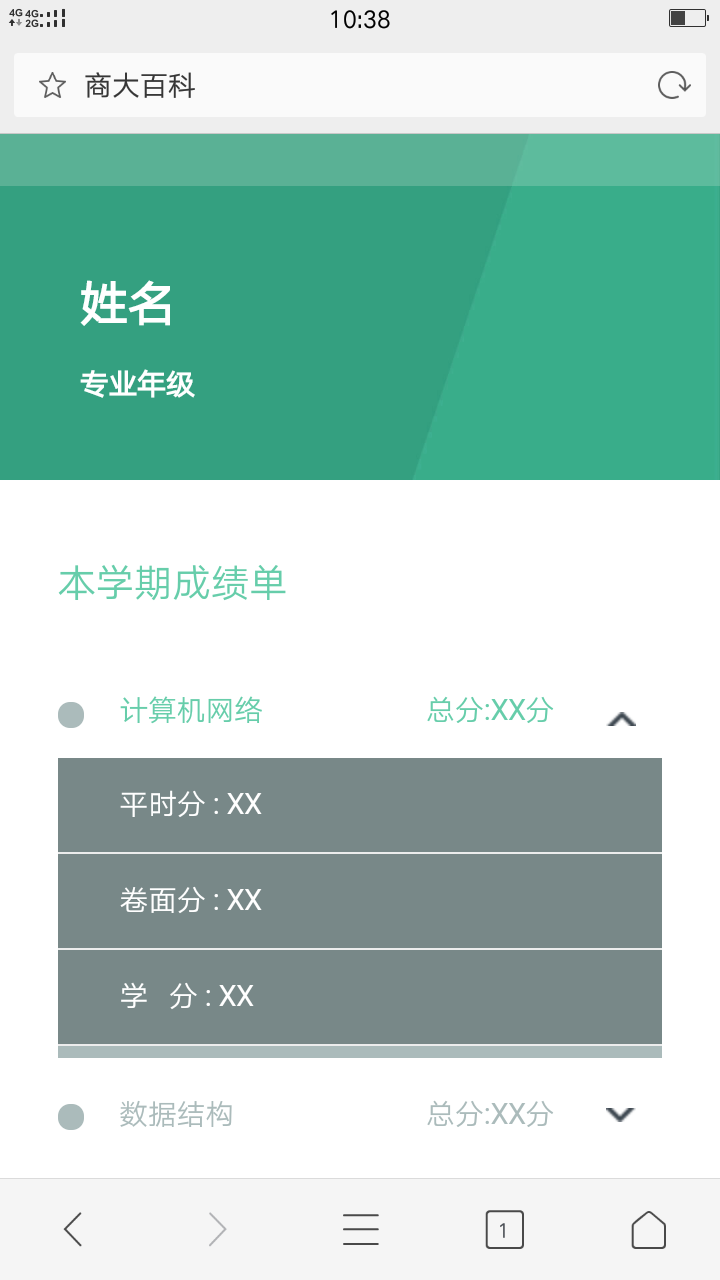 4G 4G 2G 10:38
商大百科
姓名
专业年级
本学期成绩单
计算机网络 总分:XX分
平时分 : XX
卷面分 : XX
学 分 : XX
数据结构 总分:XX分
1